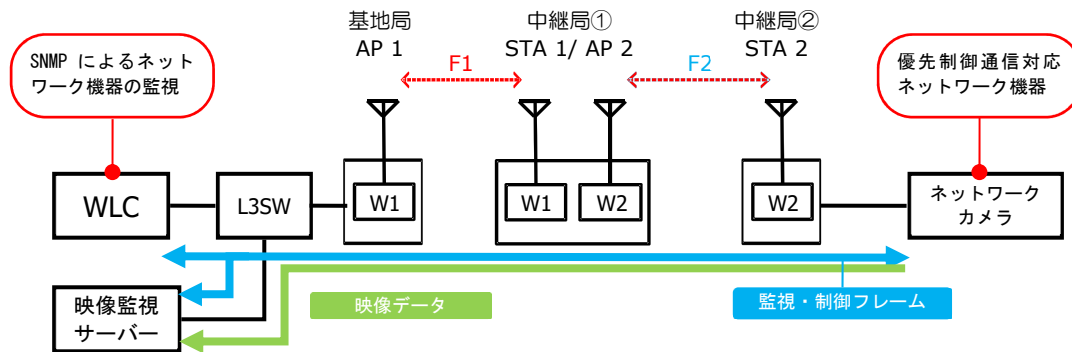 SNMP によるネット
ワーク機器の監視
基地局
AP 1
中継局①
STA 1/ AP 2
中継局②
STA 2
優先制御通信対応
ネットワーク機器
F1
F2
WLC
L3SW
W1
W1
W2
W2
ネットワーク
カメラ
映像監視
サーバー
映像データ
監視・制御フレーム